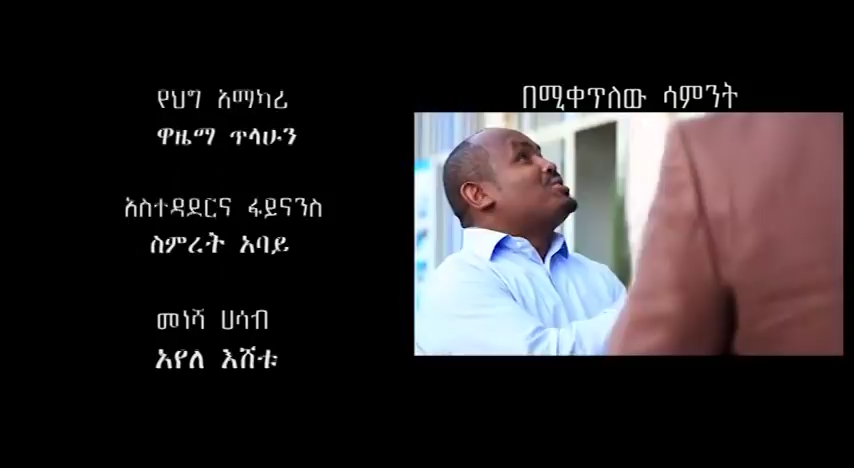 የህግ አማካሪ
ዋዜማ ጥላሁን
አስተዳደርና ፋይናንስ
ስምረት አባይ
መነሻ ሀሳብ
አየለ እሸቱ
በሚቀጥለው ሳምንት